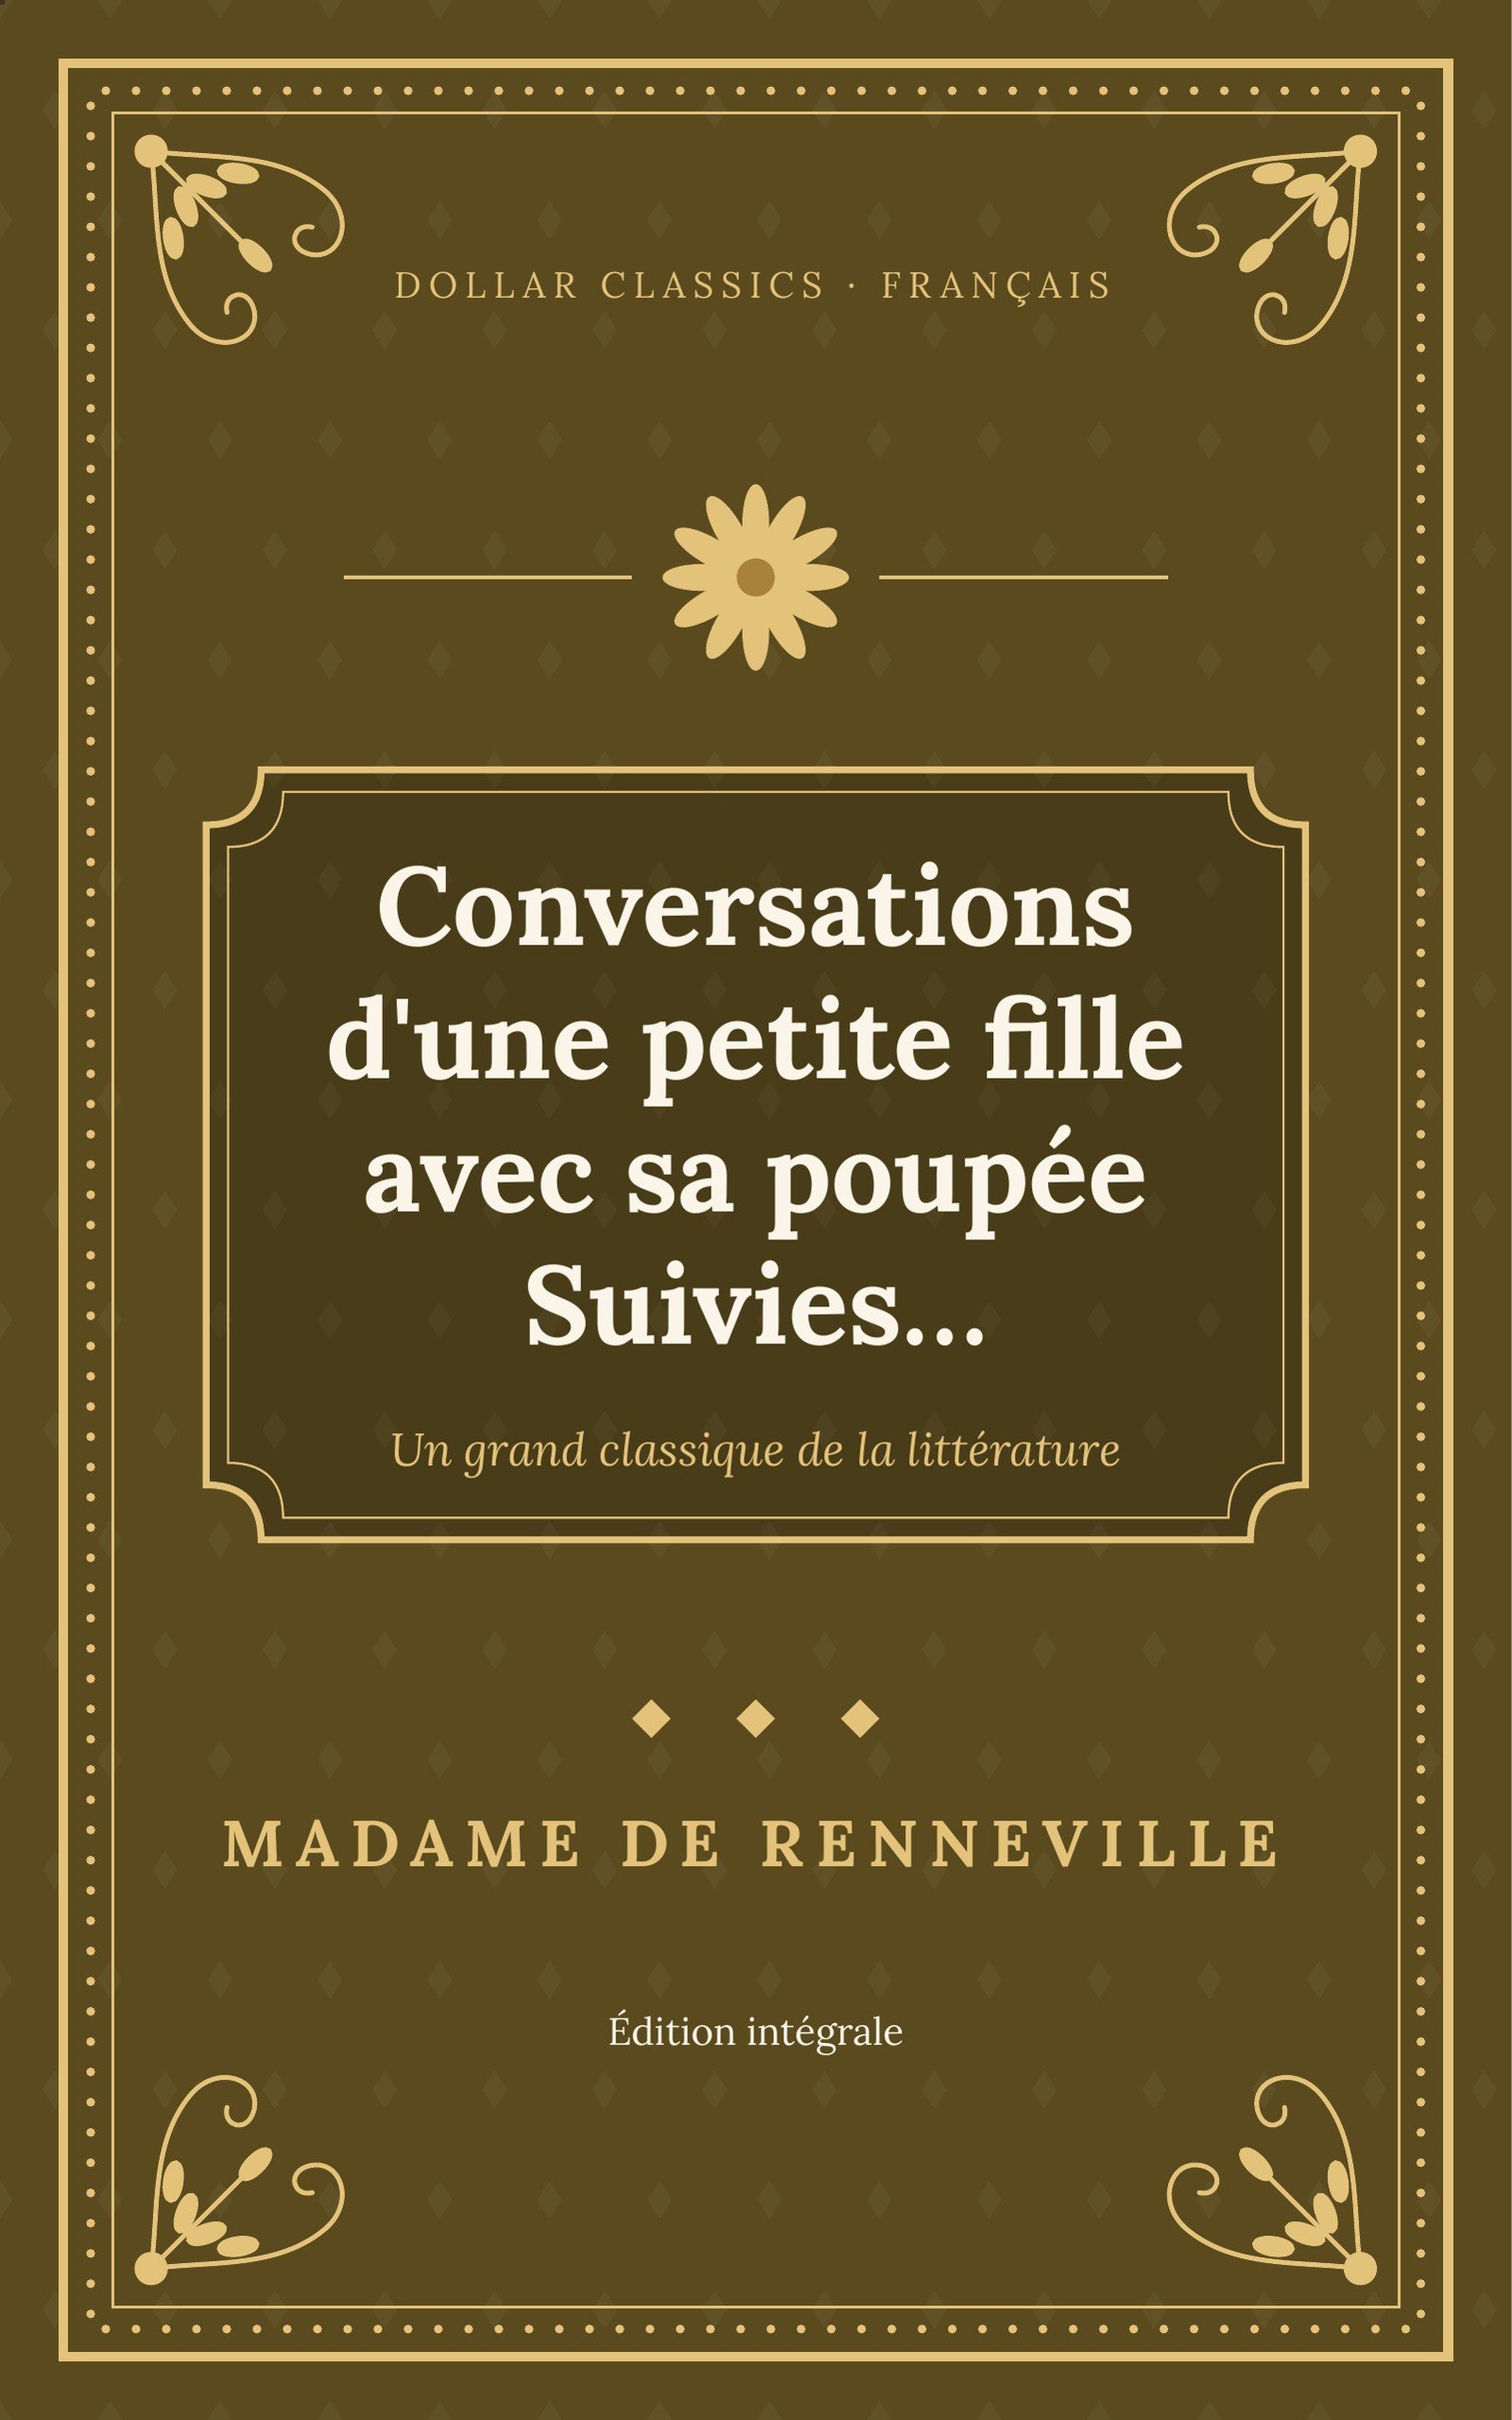 DOLLAR CLASSICS · FRANÇAIS
Conversations
d'une petite fille
avec sa poupée
Suivies...
Un grand classique de la littérature
MADAME DE RENNEVILLE
Édition intégrale